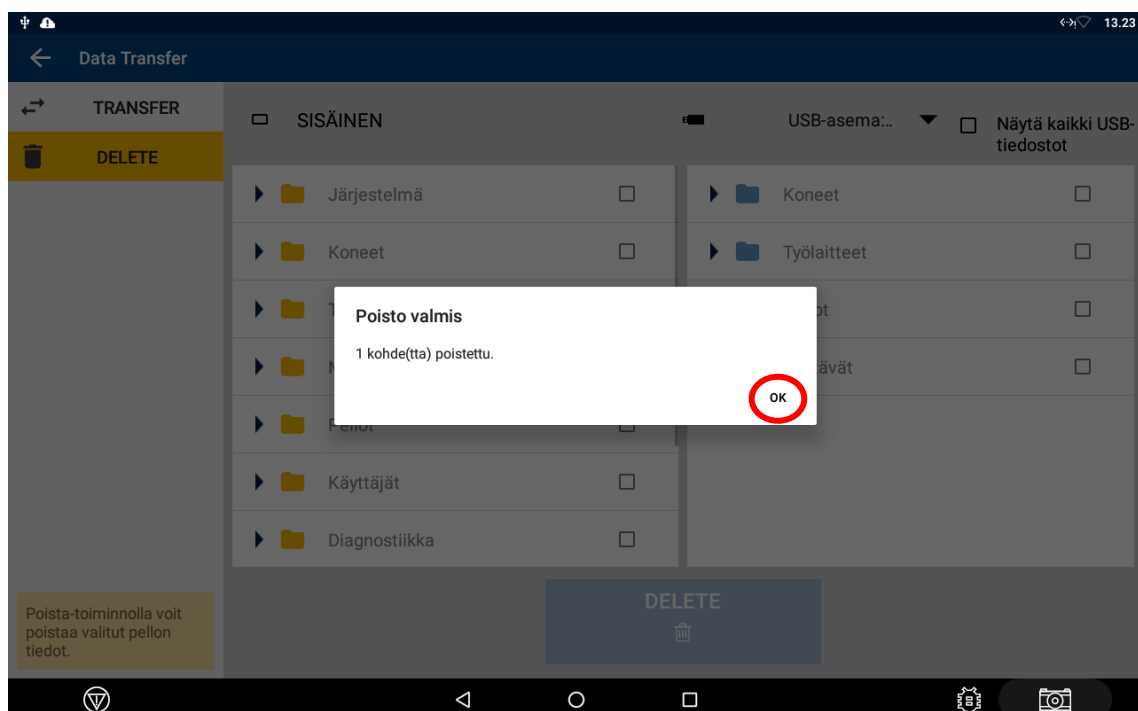 13.23
Data Transfer
TRANSFER
DELETE
SISÄINEN
USB-asema:..
Näytä kaikki USB-
tiedostot
Järjestelmä
Koneet
Koneet
Työlaitteet
Poisto valmis
1 kohde(tta) poistettu.
OK
Käyttäjät
Diagnostiikka
Poista-toiminnolla voit
poistaa valitut pellon
tiedot.
DELETE